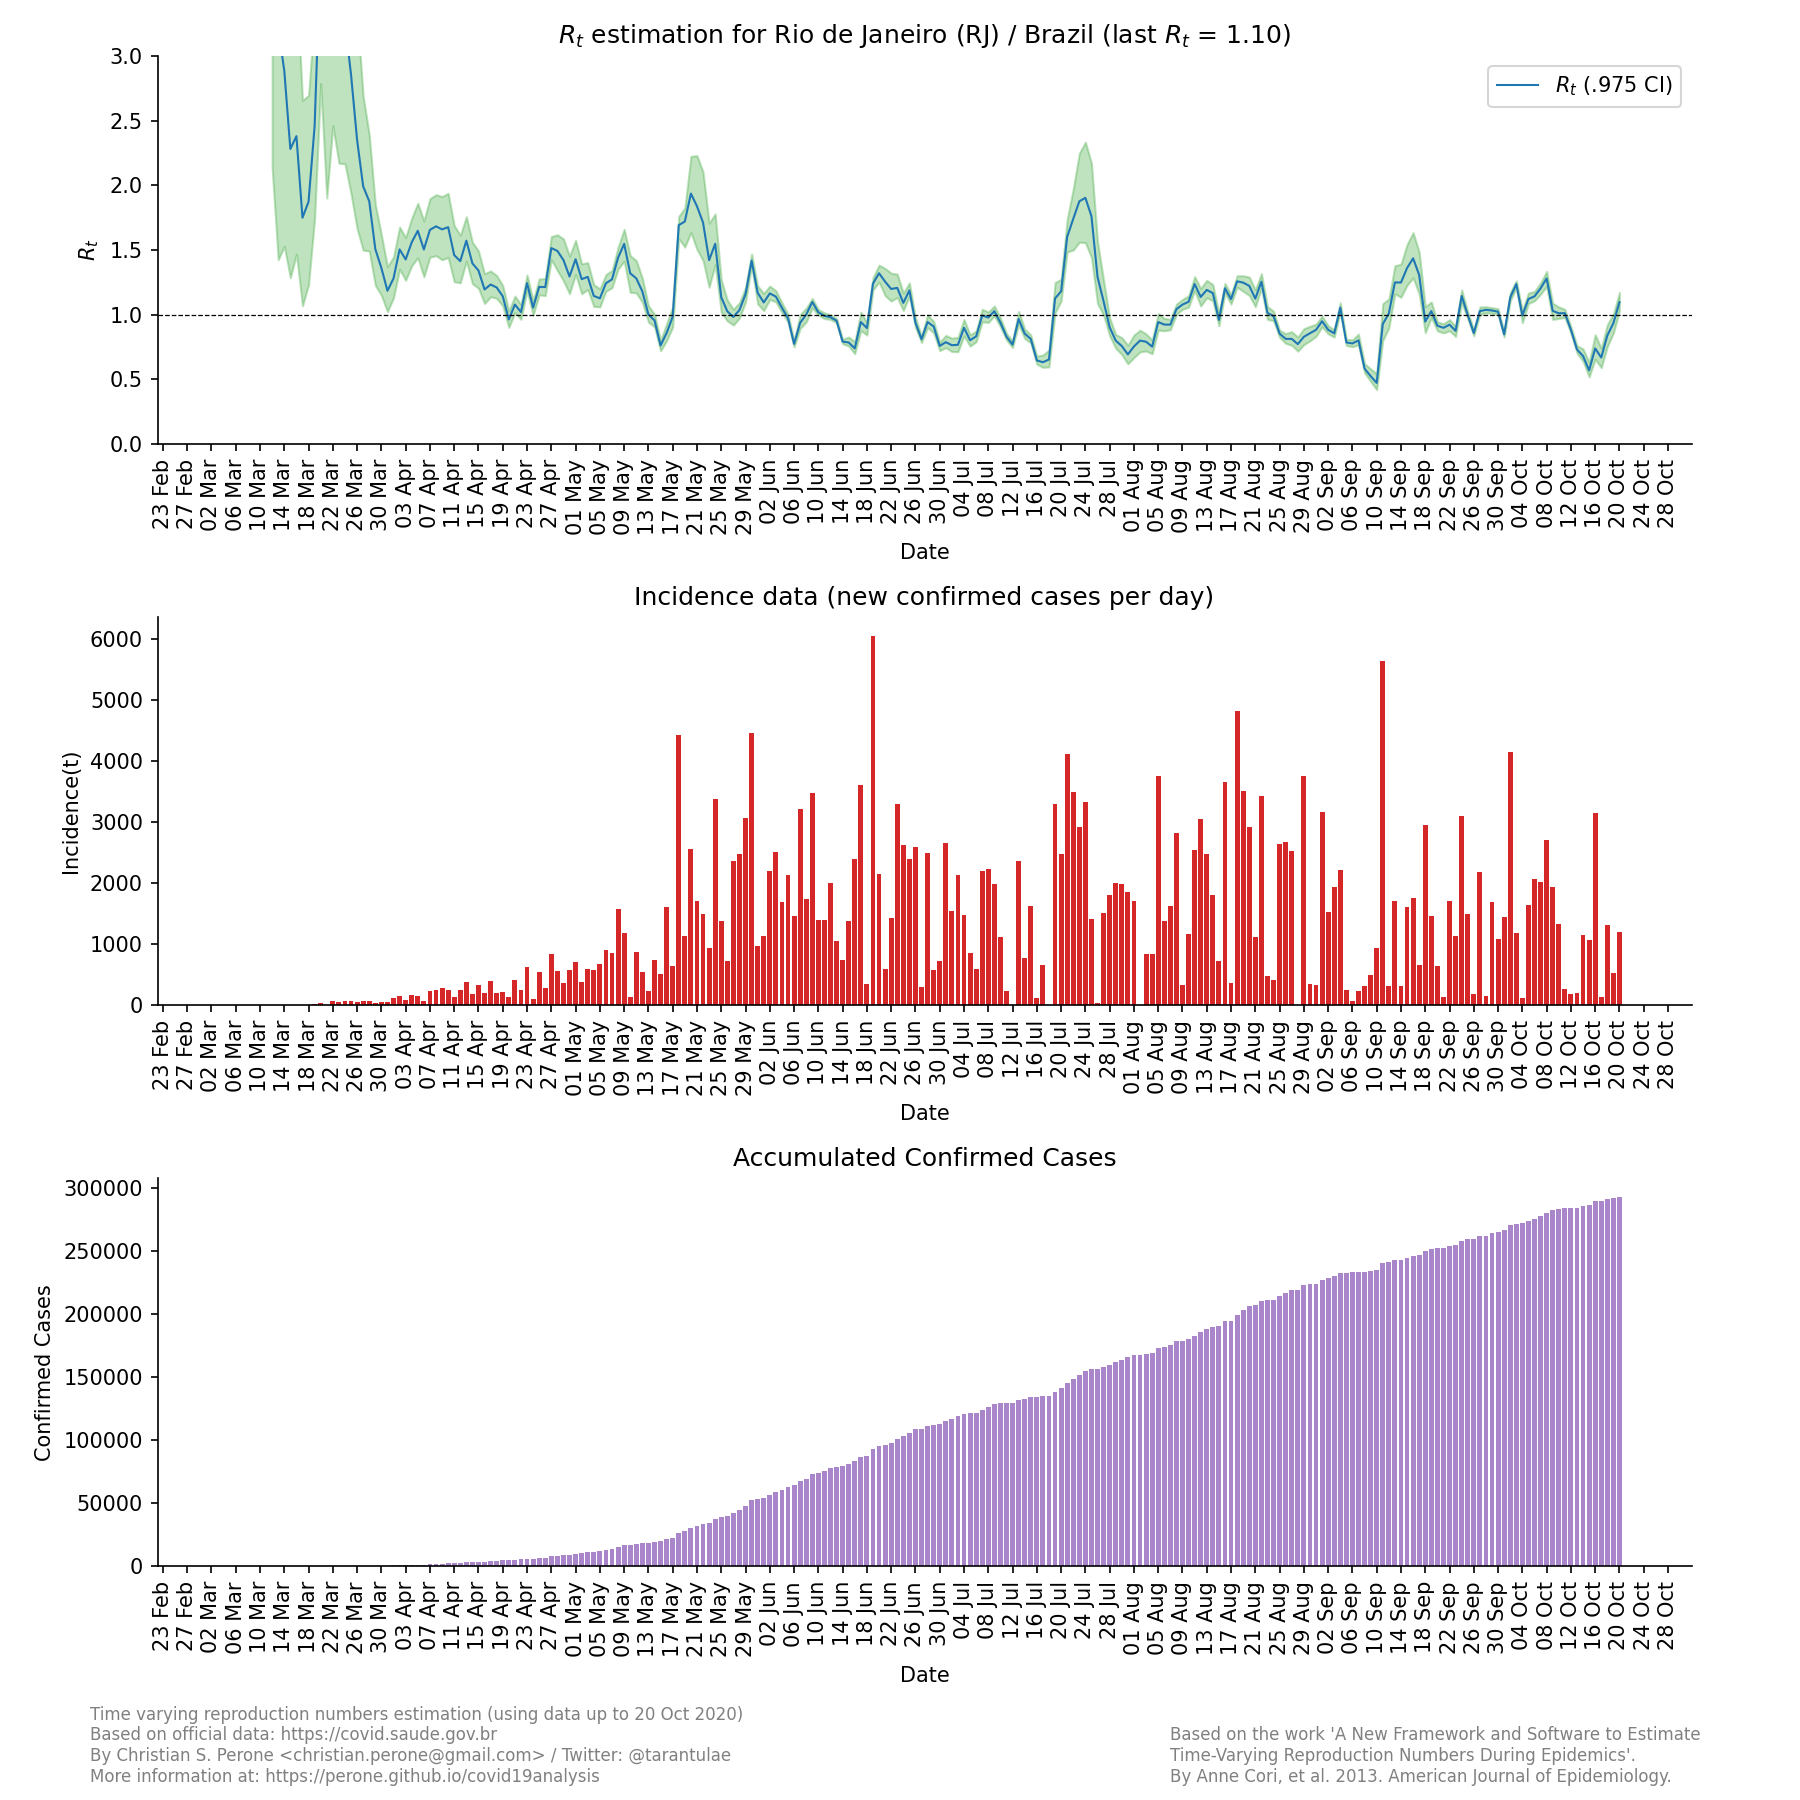 Rt estimation for Rio de Janeiro (RJ) / Brazil (last Rt = 1.10)
Rt (.975 CI)
Rt
3.0
2.5
2.0
1.5
1.0
0.5
0.0
23 Feb 27 Feb 02 Mar 06 Mar 10 Mar 14 Mar 18 Mar 22 Mar 26 Mar 30 Mar 03 Apr 07 Apr 11 Apr 15 Apr 19 Apr 23 Apr 27 Apr 01 May 05 May 09 May 13 May 17 May 21 May 25 May 29 May 02 Jun 06 Jun 10 Jun 14 Jun 18 Jun 22 Jun 26 Jun 30 Jun 04 Jul 08 Jul 12 Jul 16 Jul 20 Jul 24 Jul 28 Jul 01 Aug 05 Aug 09 Aug 13 Aug 17 Aug 21 Aug 25 Aug 29 Aug 02 Sep 06 Sep 10 Sep 14 Sep 18 Sep 22 Sep 26 Sep 30 Sep 04 Oct 08 Oct 12 Oct 16 Oct 20 Oct 24 Oct 28 Oct
Date
Incidence data (new confirmed cases per day)
Incidence(t)
6000
5000
4000
3000
2000
1000
0
23 Feb 27 Feb 02 Mar 06 Mar 10 Mar 14 Mar 18 Mar 22 Mar 26 Mar 30 Mar 03 Apr 07 Apr 11 Apr 15 Apr 19 Apr 23 Apr 27 Apr 01 May 05 May 09 May 13 May 17 May 21 May 25 May 29 May 02 Jun 06 Jun 10 Jun 14 Jun 18 Jun 22 Jun 26 Jun 30 Jun 04 Jul 08 Jul 12 Jul 16 Jul 20 Jul 24 Jul 28 Jul 01 Aug 05 Aug 09 Aug 13 Aug 17 Aug 21 Aug 25 Aug 29 Aug 02 Sep 06 Sep 10 Sep 14 Sep 18 Sep 22 Sep 26 Sep 30 Sep 04 Oct 08 Oct 12 Oct 16 Oct 20 Oct 24 Oct 28 Oct
Date
Accumulated Confirmed Cases
Confirmed Cases
300000
250000
200000
150000
100000
50000
0
23 Feb 27 Feb 02 Mar 06 Mar 10 Mar 14 Mar 18 Mar 22 Mar 26 Mar 30 Mar 03 Apr 07 Apr 11 Apr 15 Apr 19 Apr 23 Apr 27 Apr 01 May 05 May 09 May 13 May 17 May 21 May 25 May 29 May 02 Jun 06 Jun 10 Jun 14 Jun 18 Jun 22 Jun 26 Jun 30 Jun 04 Jul 08 Jul 12 Jul 16 Jul 20 Jul 24 Jul 28 Jul 01 Aug 05 Aug 09 Aug 13 Aug 17 Aug 21 Aug 25 Aug 29 Aug 02 Sep 06 Sep 10 Sep 14 Sep 18 Sep 22 Sep 26 Sep 30 Sep 04 Oct 08 Oct 12 Oct 16 Oct 20 Oct 24 Oct 28 Oct
Date
Time varying reproduction numbers estimation (using data up to 20 Oct 2020)
Based on official data: https://covid.saude.gov.br
By Christian S. Perone <christian.perone@gmail.com> / Twitter: @tarantulae
More information at: https://perone.github.io/covid19analysis
Based on the work 'A New Framework and Software to Estimate
Time-Varying Reproduction Numbers During Epidemics'.
By Anne Cori, et al. 2013. American Journal of Epidemiology.